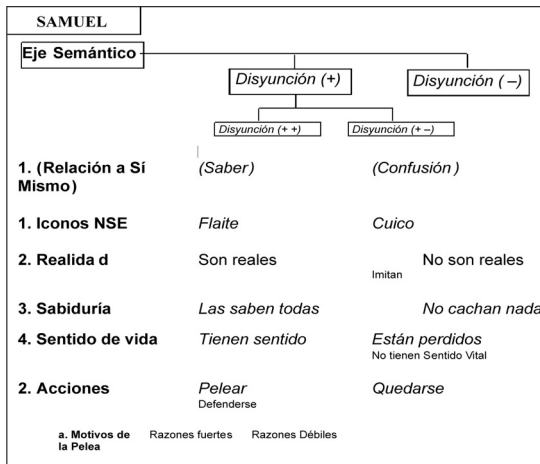 SAMUEL
Eje Semántico
Disyunción (+) Disyunción ( –)
Disyunción (+ +) Disyunción (+ –)
1. (Relación a Sí (Saber) (Confusión )
Mismo)
1. Iconos NSE Flaite Cuico
2. Realida d Son reales No son reales
Imitan
3. Sabiduría Las saben todas No cachan nada
4. Sentido de vida Tienen sentido Están perdidos
No tienen Sentido Vital
2. Acciones Pelear Quedarse
Defenderse
a. Motivos de Razones fuertes Razones Débiles
la Pelea